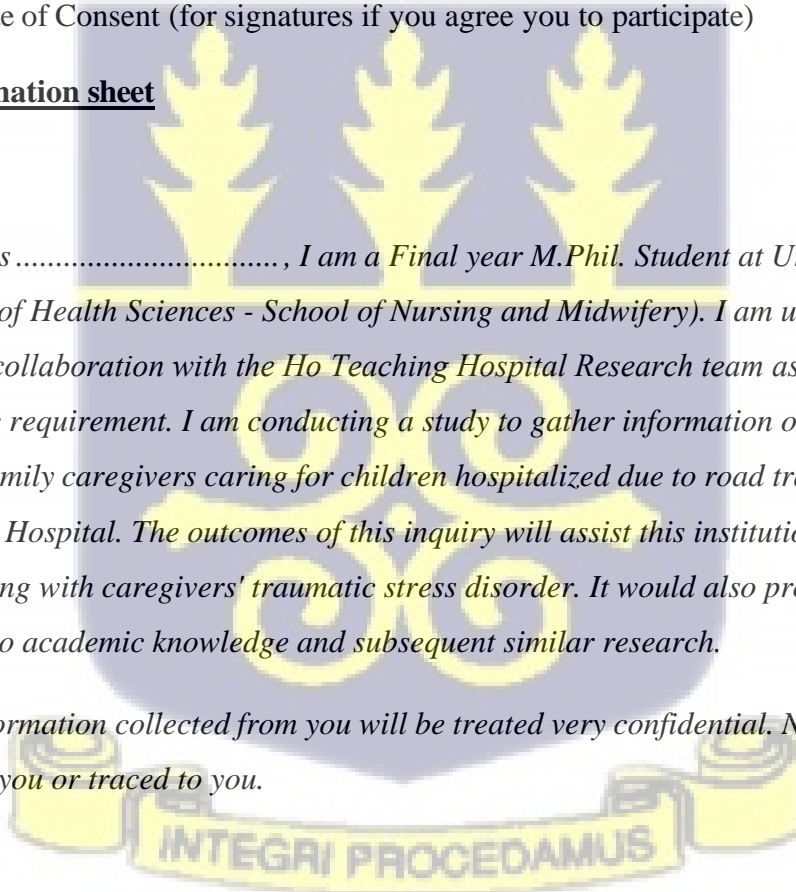 e of Consent (for signatures if you agree you to participate)
nation sheet
s ................................, I am a Final year M.Phil. Student at U
of Health Sciences - School of Nursing and Midwifery). I am u
collaboration with the Ho Teaching Hospital Research team as
requirement. I am conducting a study to gather information o
mily caregivers caring for children hospitalized due to road tra
Hospital. The outcomes of this inquiry will assist this institutio
ng with caregivers' traumatic stress disorder. It would also pr
o academic knowledge and subsequent similar research.
formation collected from you will be treated very confidential. N
you or traced to you.
INTEGRI PROCEDAMUS